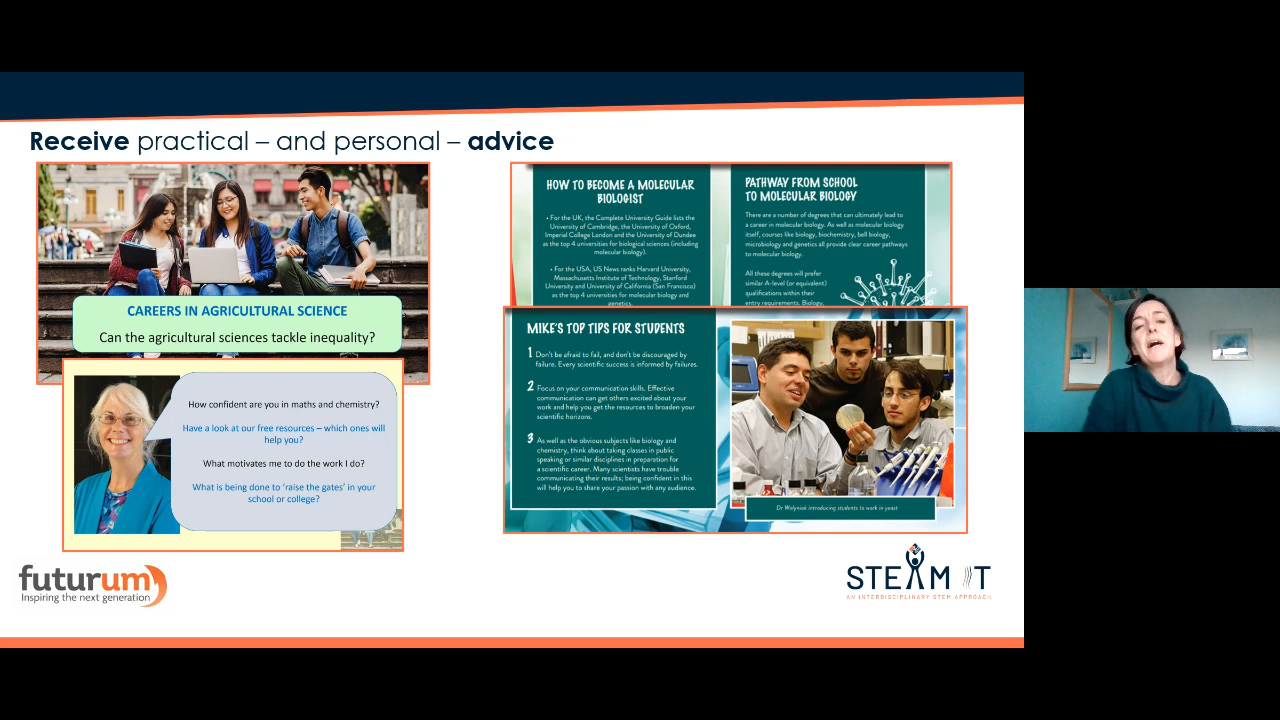 Receive practical – and personal – advice
CAREERS IN AGRICULTURAL SCIENCE
Can the agricultural sciences tackle inequality?
How confident are you in maths and chemistry?
Have a look at our free resources – which ones will
help you?
What motivates me to do the work I do?
What is being done to ‘raise the gates’ in your
school or college?
HOW TO BECOME A MOLECULAR
BIOLOGIST
• For the UK, the Complete University Guide lists the
University of Cambridge, the University of Oxford,
Imperial College London and the University of Dundee
as the top 4 universities for biological sciences (including
molecular biology).
• For the USA, US News ranks Harvard University,
Massachusetts Institute of Technology, Stanford
University and University of California (San Francisco)
as the top 4 universities for molecular biology and
genetics.
PATHWAY FROM SCHOOL
TO MOLECULAR BIOLOGY
There are a number of degrees that can ultimately lead to
a career in molecular biology. As well as molecular biology
itself, courses like biology, biochemistry, cell biology,
microbiology and genetics all provide clear career pathways
to molecular biology.
All these degrees will prefer
similar A-level (or equivalent)
qualifications within their
entry requirements. Biology,
MIKE'S TOP TIPS FOR STUDENTS
1 Don't be afraid to fail, and don't be discouraged by
failure. Every scientific success is informed by failures.
2 Focus on your communication skills. Effective
communication can get others excited about your
work and help you get the resources to broaden your
scientific horizons.
3 As well as the obvious subjects like biology and
chemistry, think about taking classes in public
speaking or similar disciplines in preparation for
a scientific career. Many scientists have trouble
communicating their results; being confident in this
will help you to share your passion with any audience.
Dr Wolyniak introducing students to work in yeast
futurum
Inspiring the next generation
STEAM IT
AN INTERDISCIPLINARY STEM APPROACH